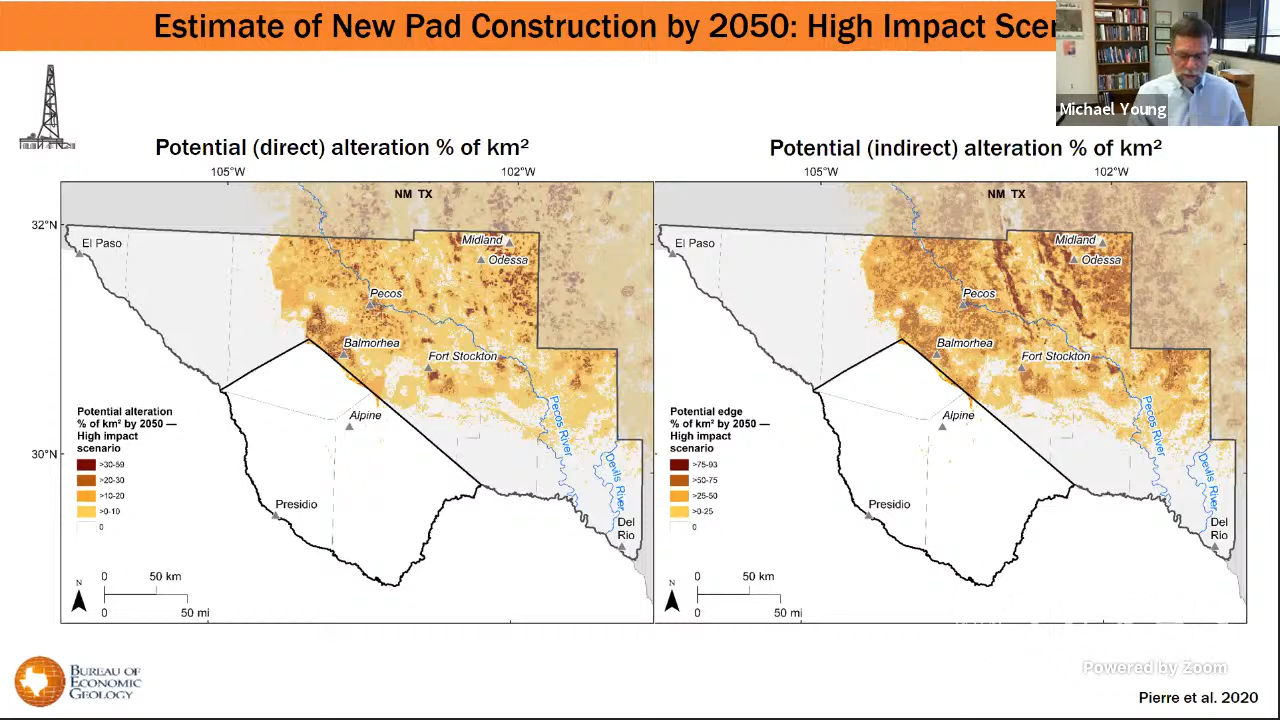 Estimate of New Pad Construction by 2050: High Impact Scen
Michael Young
Potential (direct) alteration % of km²
105°W
102°W
32°N
30°N
NM TX
El Paso
Midland
Odessa
Pecos
Balmorhea
Fort Stockton
Alpine
Pecos River
Devils River
Presidio
Del
Rio
Potential alteration
% of km² by 2050 —
High impact
scenario
>30-59
>20-30
>10-20
>0-10
0
N
0 50 km
0 50 mi
Potential (indirect) alteration % of km²
105°W
102°W
NM TX
El Paso
Midland
Odessa
Pecos
Balmorhea
Fort Stockton
Alpine
Pecos River
Devils River
Presidio
Del
Rio
Potential edge
% of km² by 2050 —
High impact
scenario
>75-93
>50-75
>25-50
>0-25
0
N
0 50 km
0 50 mi
BUREAU OF
ECONOMIC
GEOLOGY
Powered by Zoom
Pierre et al. 2020